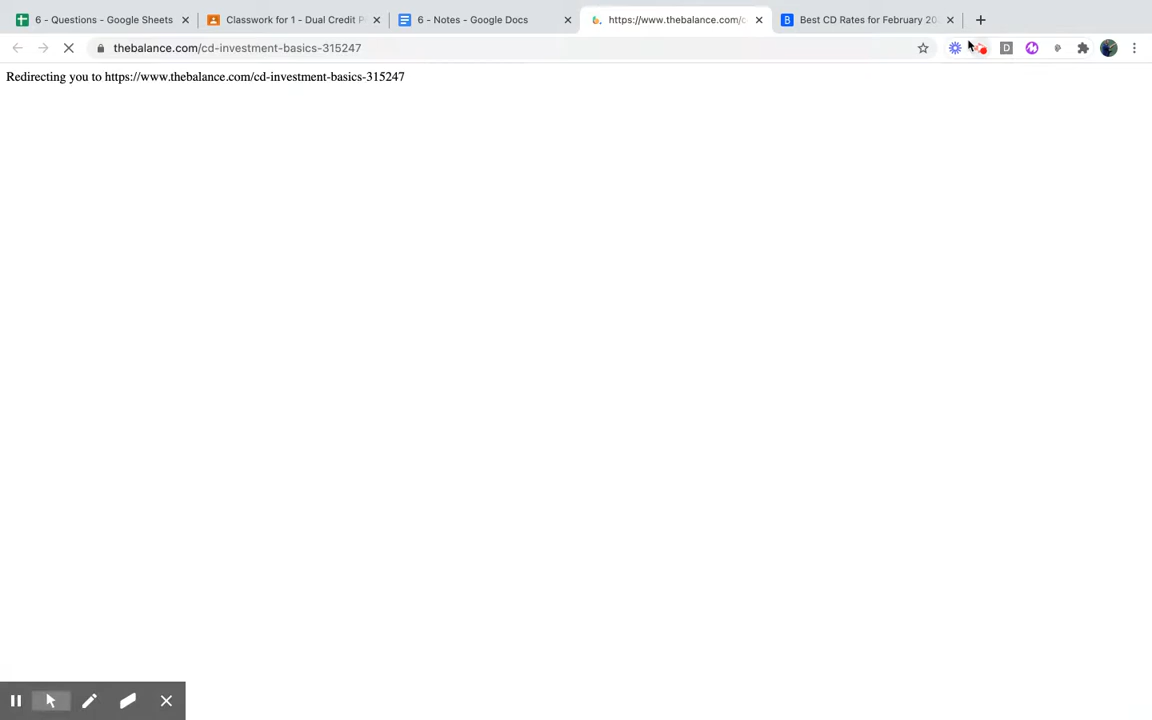 6 - Questions - Google Sheets
Classwork for 1 - Dual Credit P
6 - Notes - Google Docs
https://www.thebalance.com/c
Best CD Rates for February 20
thebalance.com/cd-investment-basics-315247
Redirecting you to https://www.thebalance.com/cd-investment-basics-315247